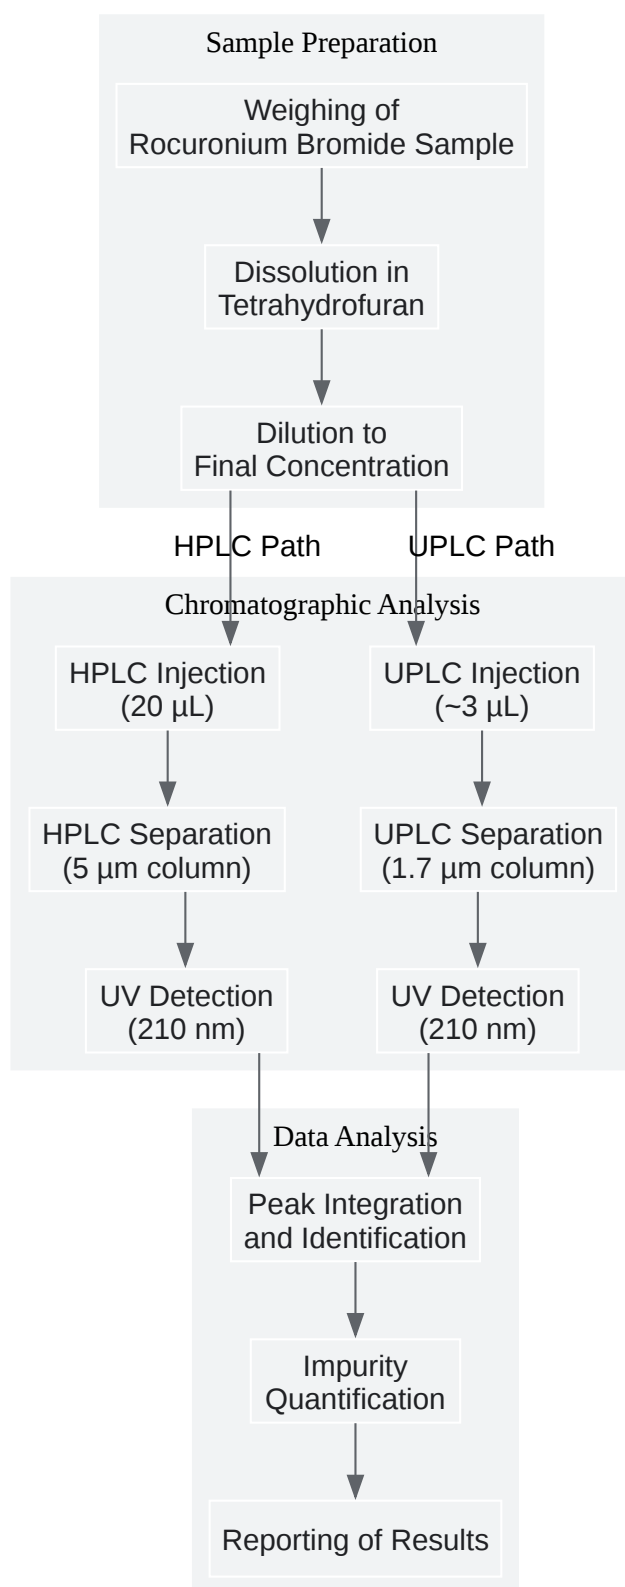 Sample Preparation
Weighing of
Rocuronium Bromide Sample
Dissolution in
Tetrahydrofuran
Dilution to
Final Concentration
HPLC Path
UPLC Path
Chromatographic Analysis
HPLC Injection
(20 µL)
UPLC Injection
(~3 µL)
HPLC Separation
(5 µm column)
UPLC Separation
(1.7 µm column)
UV Detection
(210 nm)
UV Detection
(210 nm)
Data Analysis
Peak Integration
and Identification
Impurity
Quantification
Reporting of Results